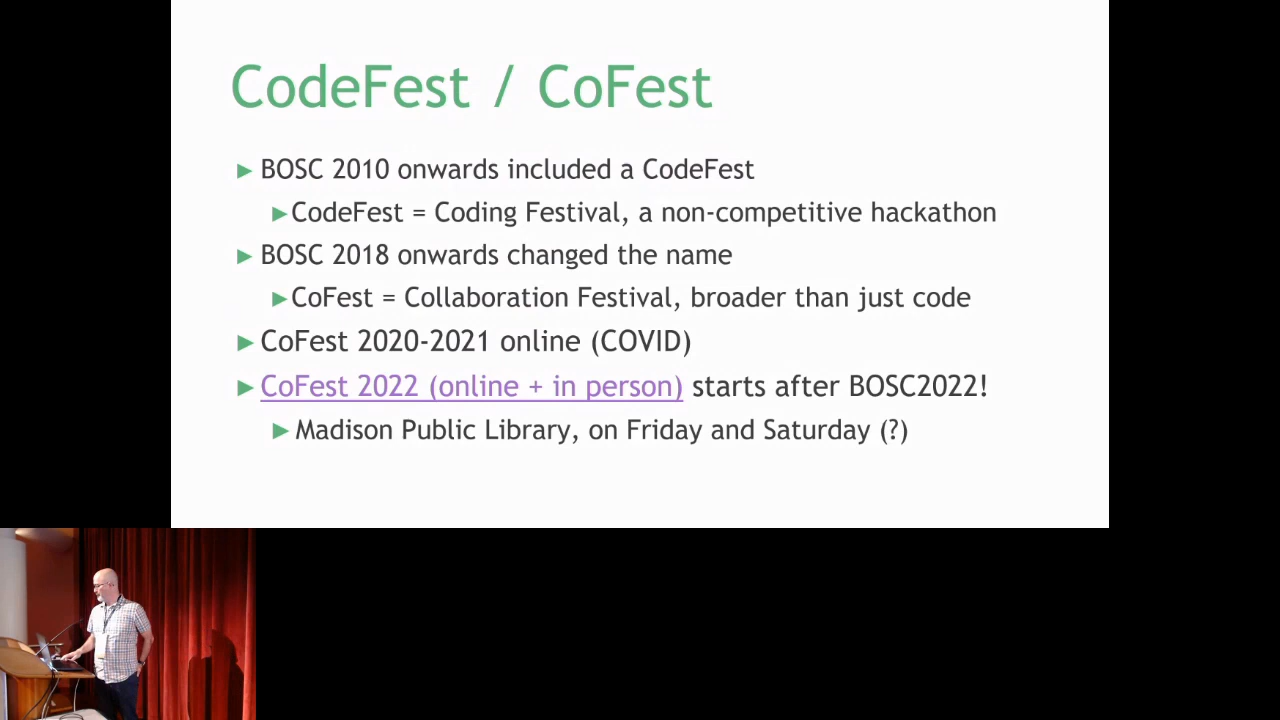 CodeFest / CoFest
► BOSC 2010 onwards included a CodeFest
► CodeFest = Coding Festival, a non-competitive hackathon
► BOSC 2018 onwards changed the name
► CoFest = Collaboration Festival, broader than just code
► CoFest 2020-2021 online (COVID)
► CoFest 2022 (online + in person) starts after BOSC2022!
► Madison Public Library, on Friday and Saturday (?)